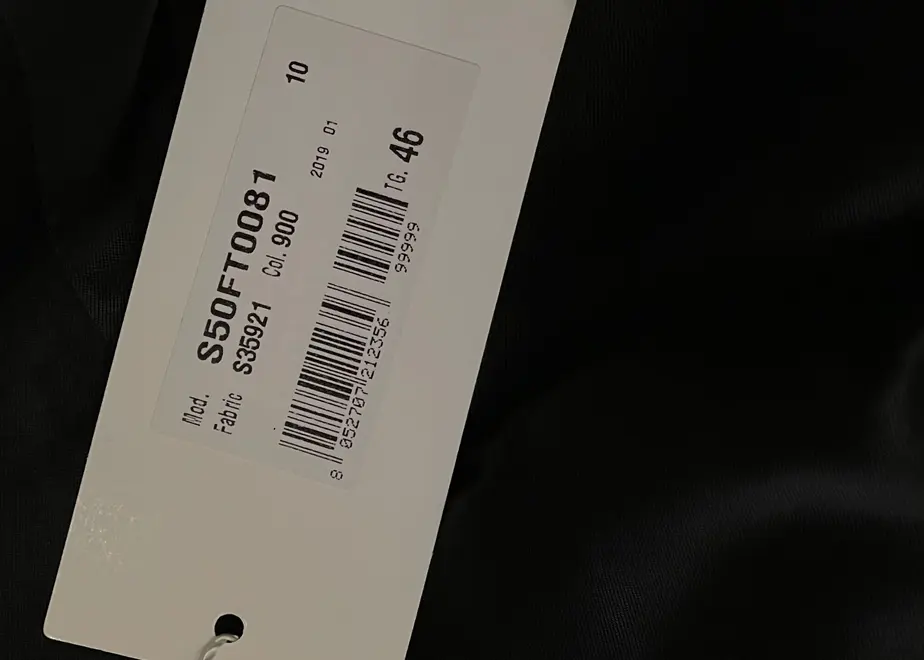 10
Mod. S50FT0081
Fabric S35921 Col. 900
2019 01
TG. 46
8 052707 212356 99999